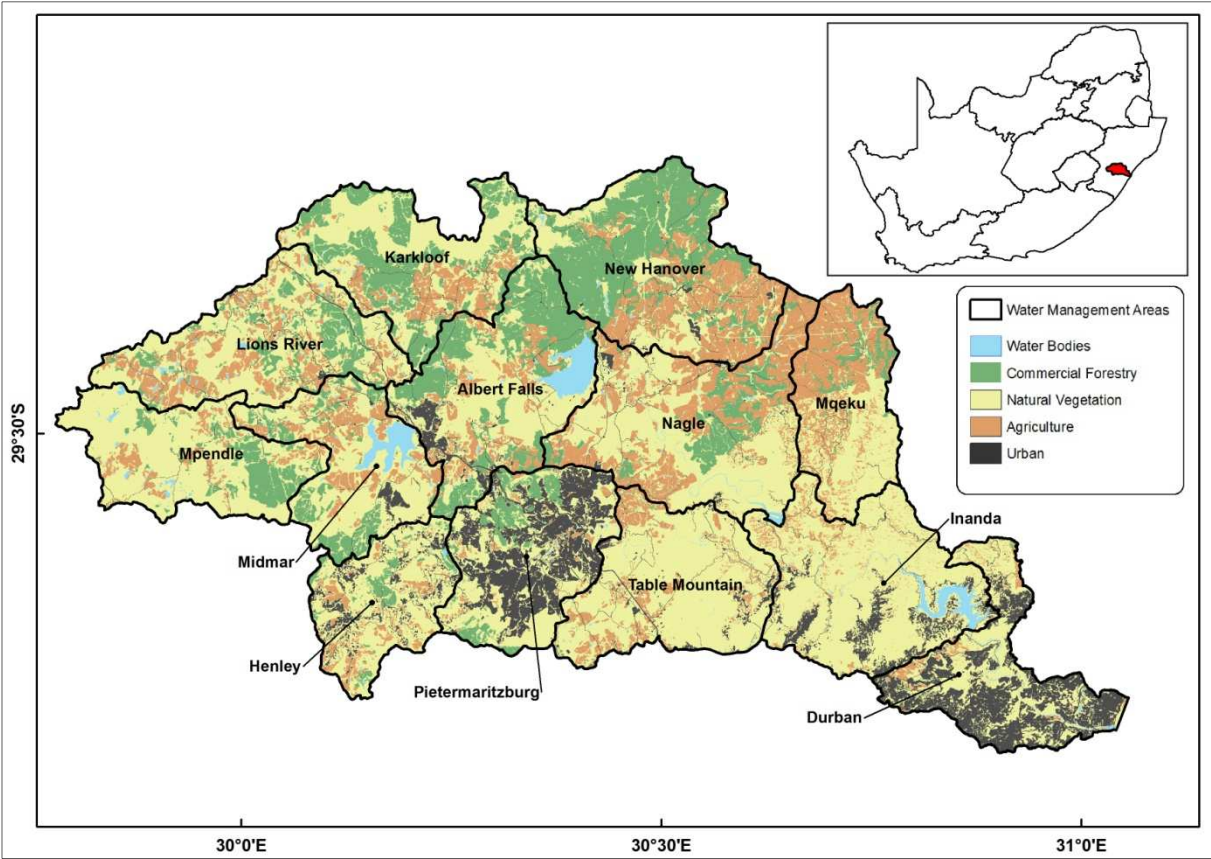 Water Management Areas
Water Bodies
Commercial Forestry
Natural Vegetation
Agriculture
Urban
Karkloof
New Hanover
Lions River
Albert Falls
Mqeku
Nagle
Mpendle
Inanda
Midmar
Table Mountain
Henley
Pietermaritzburg
Durban
29°30'S
30°0'E
30°30'E
31°0'E